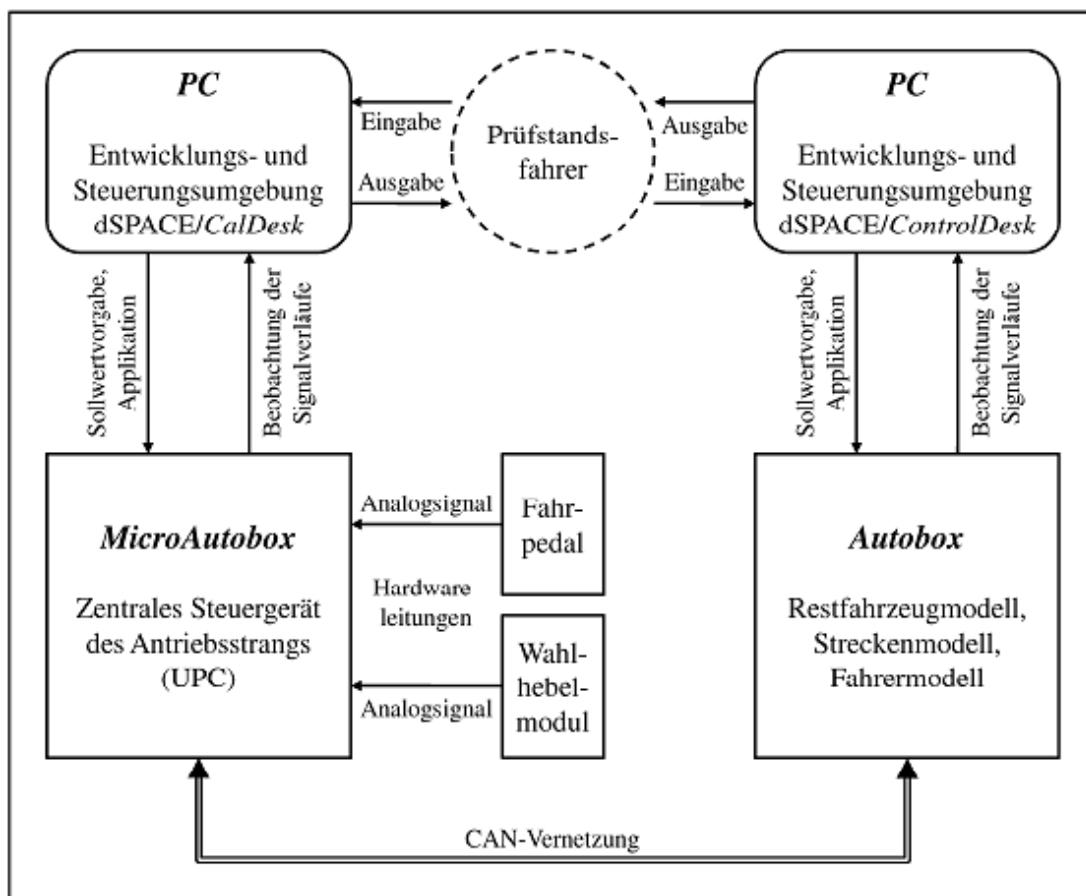 PC
Entwicklungs- und
Steuerungsumgebung
dSPACE/CalDesk
Eingabe
Ausgabe
Prüfstands-
fahrer
Ausgabe
Eingabe
PC
Entwicklungs- und
Steuerungsumgebung
dSPACE/ControlDesk
Sollwertvorgabe,
Applikation
Beobachtung der
Signalverläufe
Sollwertvorgabe,
Applikation
Beobachtung der
Signalverläufe
MicroAutobox
Zentrales Steuergerät
des Antriebsstrangs
(UPC)
Analogsignal
Hardware
leitungen
Analogsignal
Fahr-
pedal
Wahl-
hebel-
modul
Autobox
Restfahrzeugmodell,
Streckenmodell,
Fahrermodell
CAN-Vernetzung